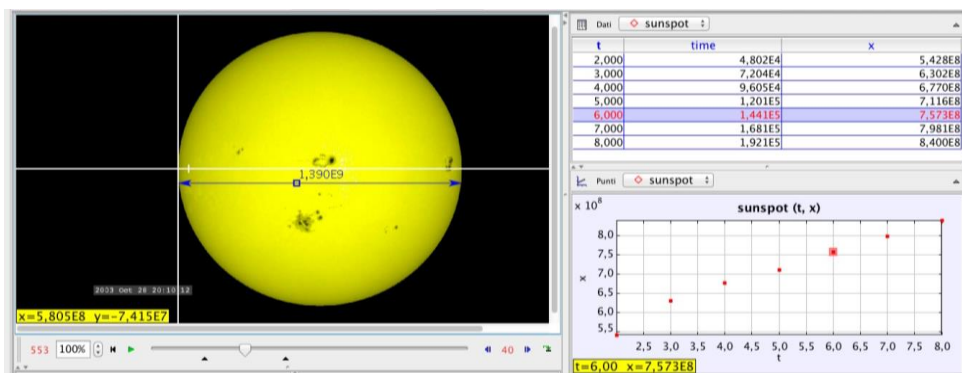 1,390E9
2003 Oct 28 20:10:12
x=5,805E8 y=-7,415E7
553 100% 40
Dati sunspot
t time x
2,000 4,802E4 5,428E8
3,000 7,204E4 6,302E8
4,000 9,605E4 6,770E8
5,000 1,201E5 7,116E8
6,000 1,441E5 7,573E8
7,000 1,681E5 7,981E8
8,000 1,921E5 8,400E8
Punti sunspot
x 10⁸
sunspot (t, x)
8,0
7,5
7,0
6,5
6,0
5,5
x
2,5 3,0 3,5 4,0 4,5 5,0 5,5 6,0 6,5 7,0 7,5 8,0
t
t=6,00 x=7,573E8